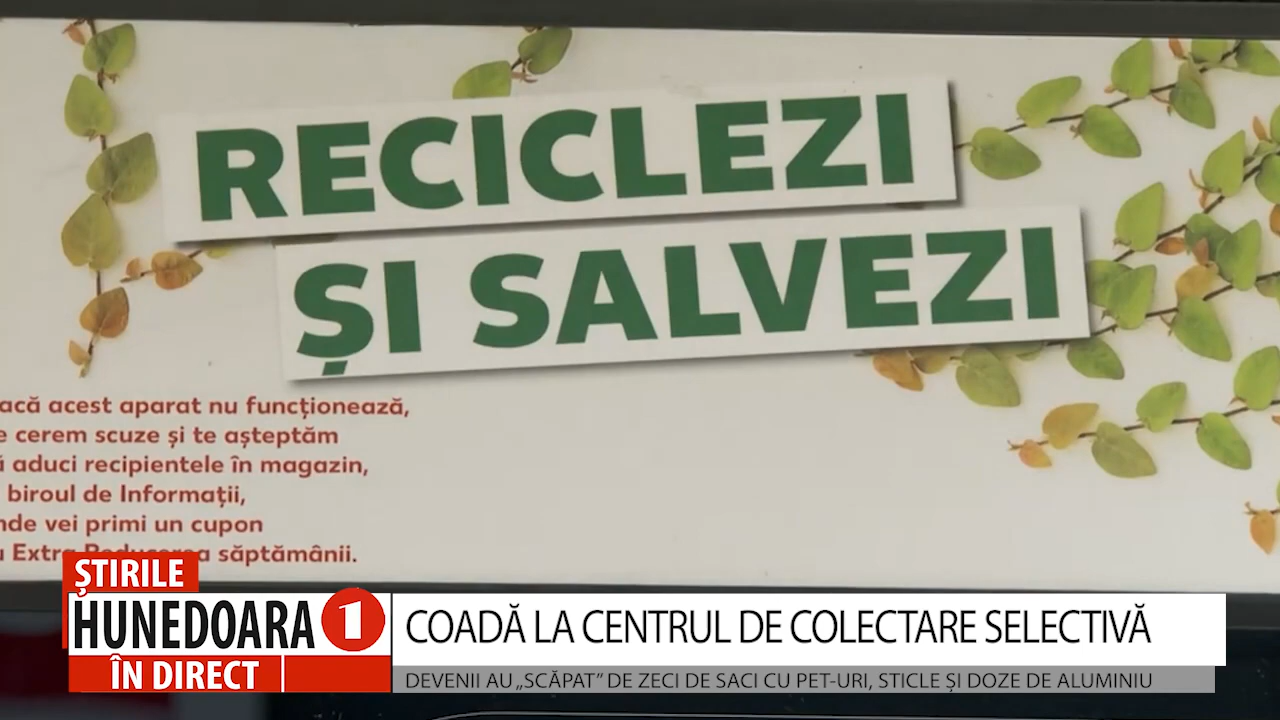 RECICLEZI
ȘI SALVEZI
acă acest aparat nu funcționează,
e cerem scuze și te așteptăm
ă aduci recipientele în magazin,
biroul de Informații,
nde vei primi un cupon
u Extra Reducerea săptămânii.
ȘTIRILE
HUNEDOARA 1
ÎN DIRECT
COADĂ LA CENTRUL DE COLECTARE SELECTIVĂ
DEVENII AU „SCĂPAT” DE ZECI DE SACI CU PET-URI, STICLE ȘI DOZE DE ALUMINIU